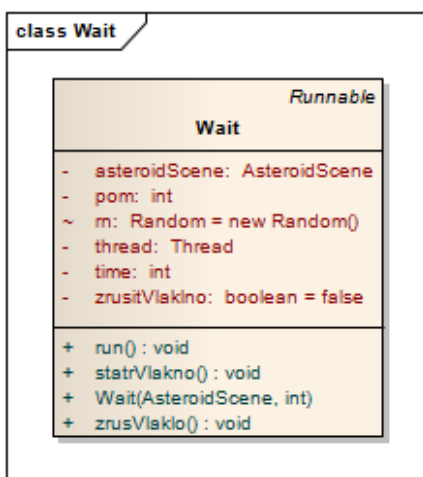 class Wait
Runnable
Wait
- asteroidScene: AsteroidScene
- pom: int
~ rn: Random = new Random()
- thread: Thread
- time: int
- zrusitVlaklno: boolean = false
+ run() : void
+ statrVlakno() : void
+ Wait(AsteroidScene, int)
+ zrusVlaklo() : void